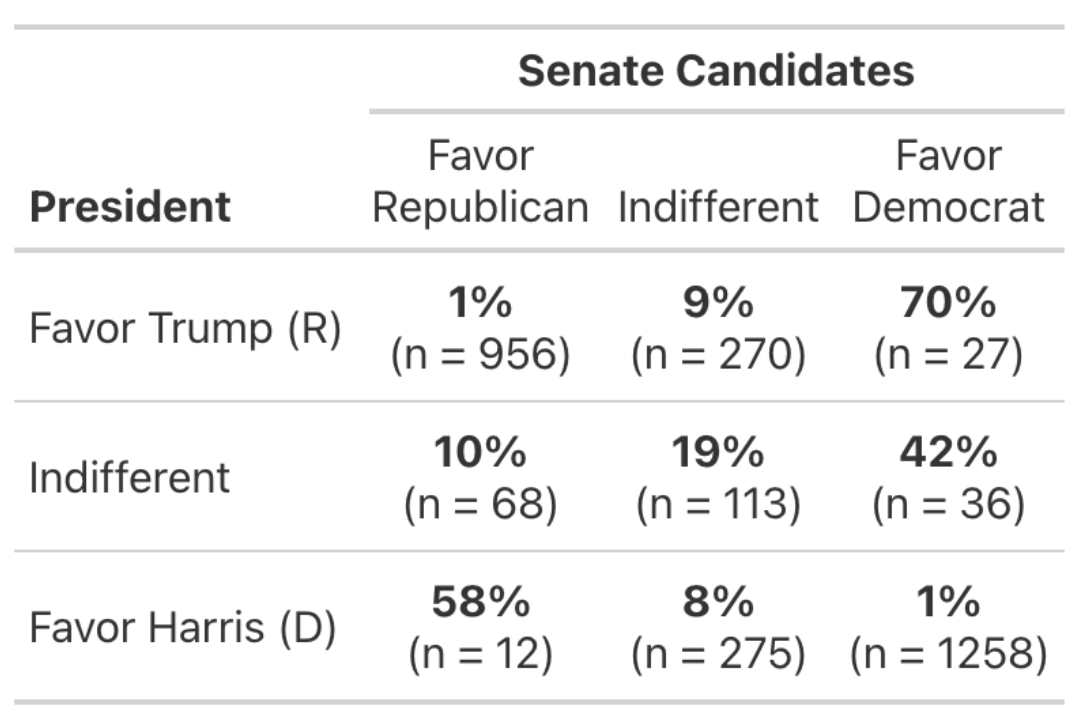 Senate Candidates
President
Favor Republican
Indifferent
Favor Democrat
Favor Trump (R)
1%
9%
70%
(n = 956)
(n = 270)
(n = 27)
Indifferent
10%
19%
42%
(n = 68)
(n = 113)
(n = 36)
Favor Harris (D)
58%
8%
1%
(n = 12)
(n = 275)
(n = 1258)